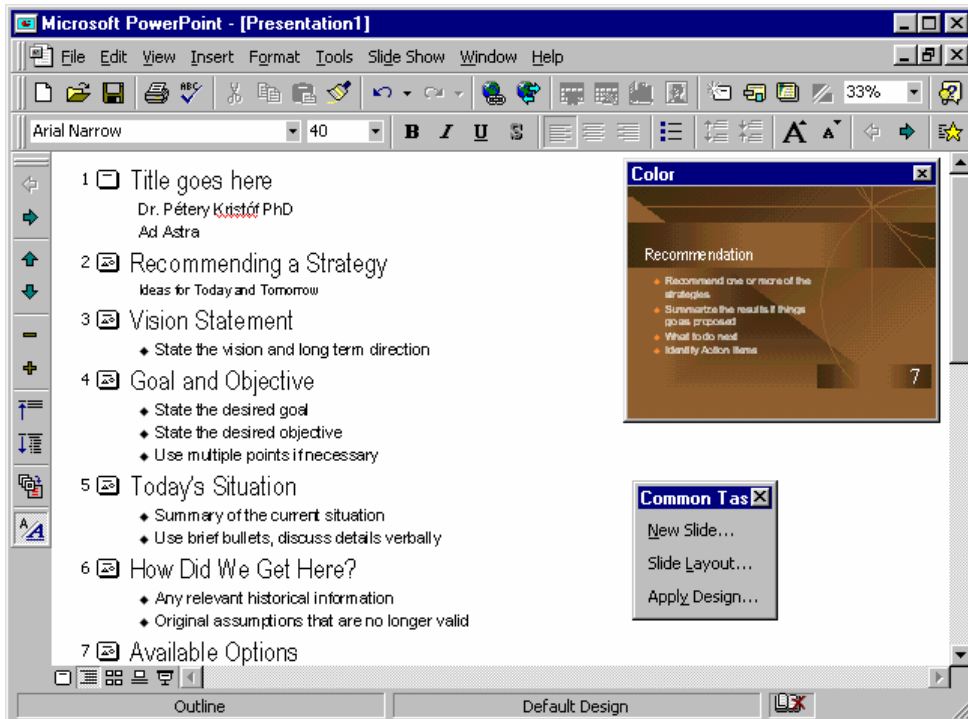 Microsoft PowerPoint - [Presentation1]
File Edit View Insert Format Tools Slide Show Window Help
ABC
33%
Arial Narrow 40 B I U S A A
1 Title goes here
Dr. Pétery Kristóf PhD
Ad Astra
2 Recommending a Strategy
Ideas for Today and Tomorrow
3 Vision Statement
State the vision and long term direction
4 Goal and Objective
State the desired goal
State the desired objective
Use multiple points if necessary
5 Today's Situation
Summary of the current situation
Use brief bullets, discuss details verbally
6 How Did We Get Here?
Any relevant historical information
Original assumptions that are no longer valid
7 Available Options
A/A
Color
Recommendation
Recommend one or more of the
strategies
Summarize the results if things
go as proposed
What to do next
Identify Action Items
7
Common Tas
New Slide...
Slide Layout...
Apply Design...
Outline Default Design